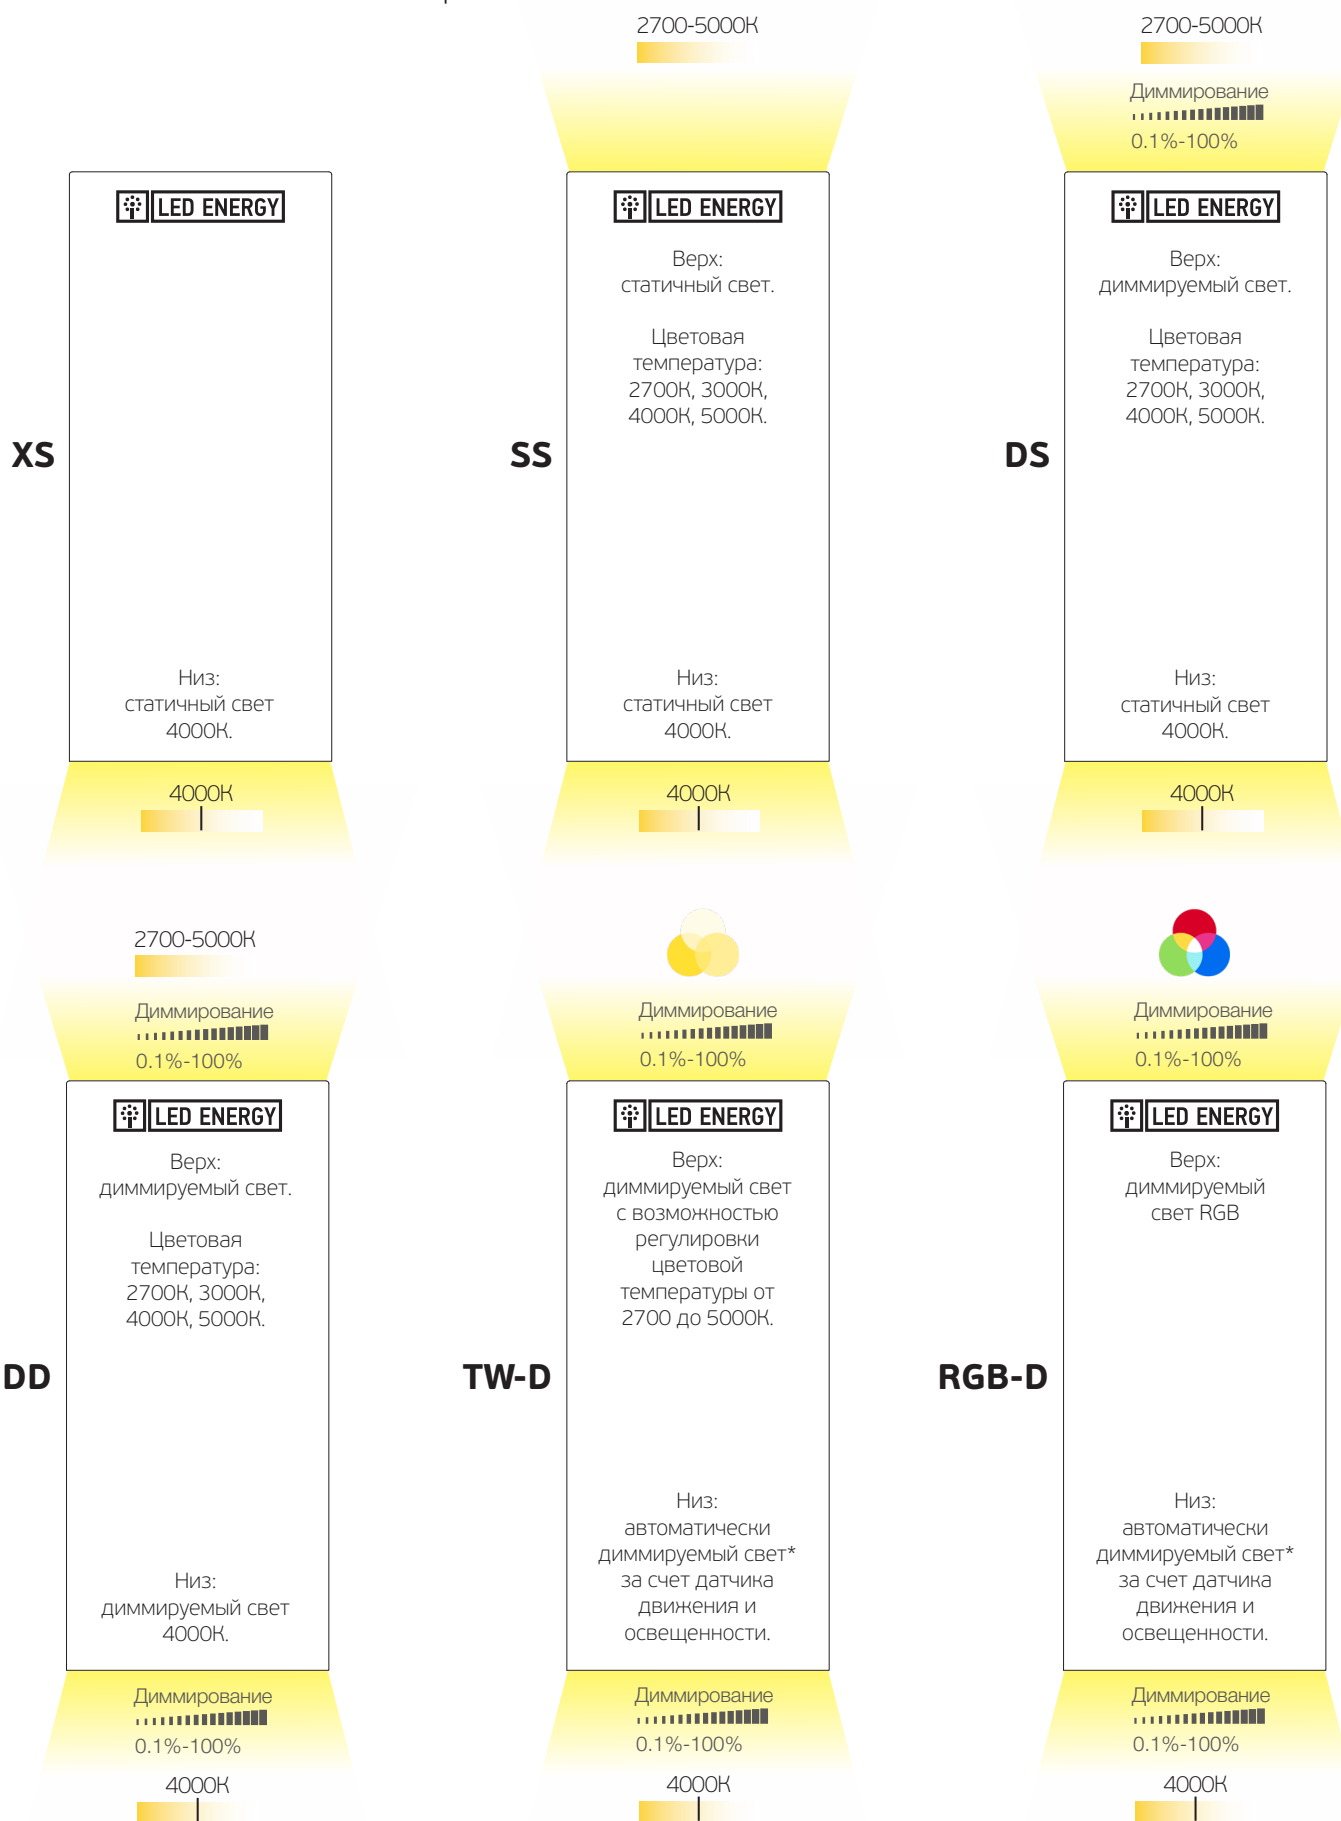 2700-5000К
2700-5000К
Диммирование
0.1%-100%
XS
LED ENERGY
Низ:
статичный свет
4000К.
4000К
SS
LED ENERGY
Верх:
статичный свет.
Цветовая
температура:
2700К, 3000К,
4000К, 5000К.
Низ:
статичный свет
4000К.
4000К
DS
LED ENERGY
Верх:
диммируемый свет.
Цветовая
температура:
2700К, 3000К,
4000К, 5000К.
Низ:
статичный свет
4000К.
4000К
2700-5000К
Диммирование
0.1%-100%
DD
LED ENERGY
Верх:
диммируемый свет.
Цветовая
температура:
2700К, 3000К,
4000К, 5000К.
Низ:
диммируемый свет
4000К.
Диммирование
0.1%-100%
4000К
Диммирование
0.1%-100%
TW-D
LED ENERGY
Верх:
диммируемый свет
с возможностью
регулировки
цветовой
температуры от
2700 до 5000К.
Низ:
автоматически
диммируемый свет*
за счет датчика
движения и
освещенности.
Диммирование
0.1%-100%
4000К
Диммирование
0.1%-100%
RGB-D
LED ENERGY
Верх:
диммируемый
свет RGB
Низ:
автоматически
диммируемый свет*
за счет датчика
движения и
освещенности.
Диммирование
0.1%-100%
4000К